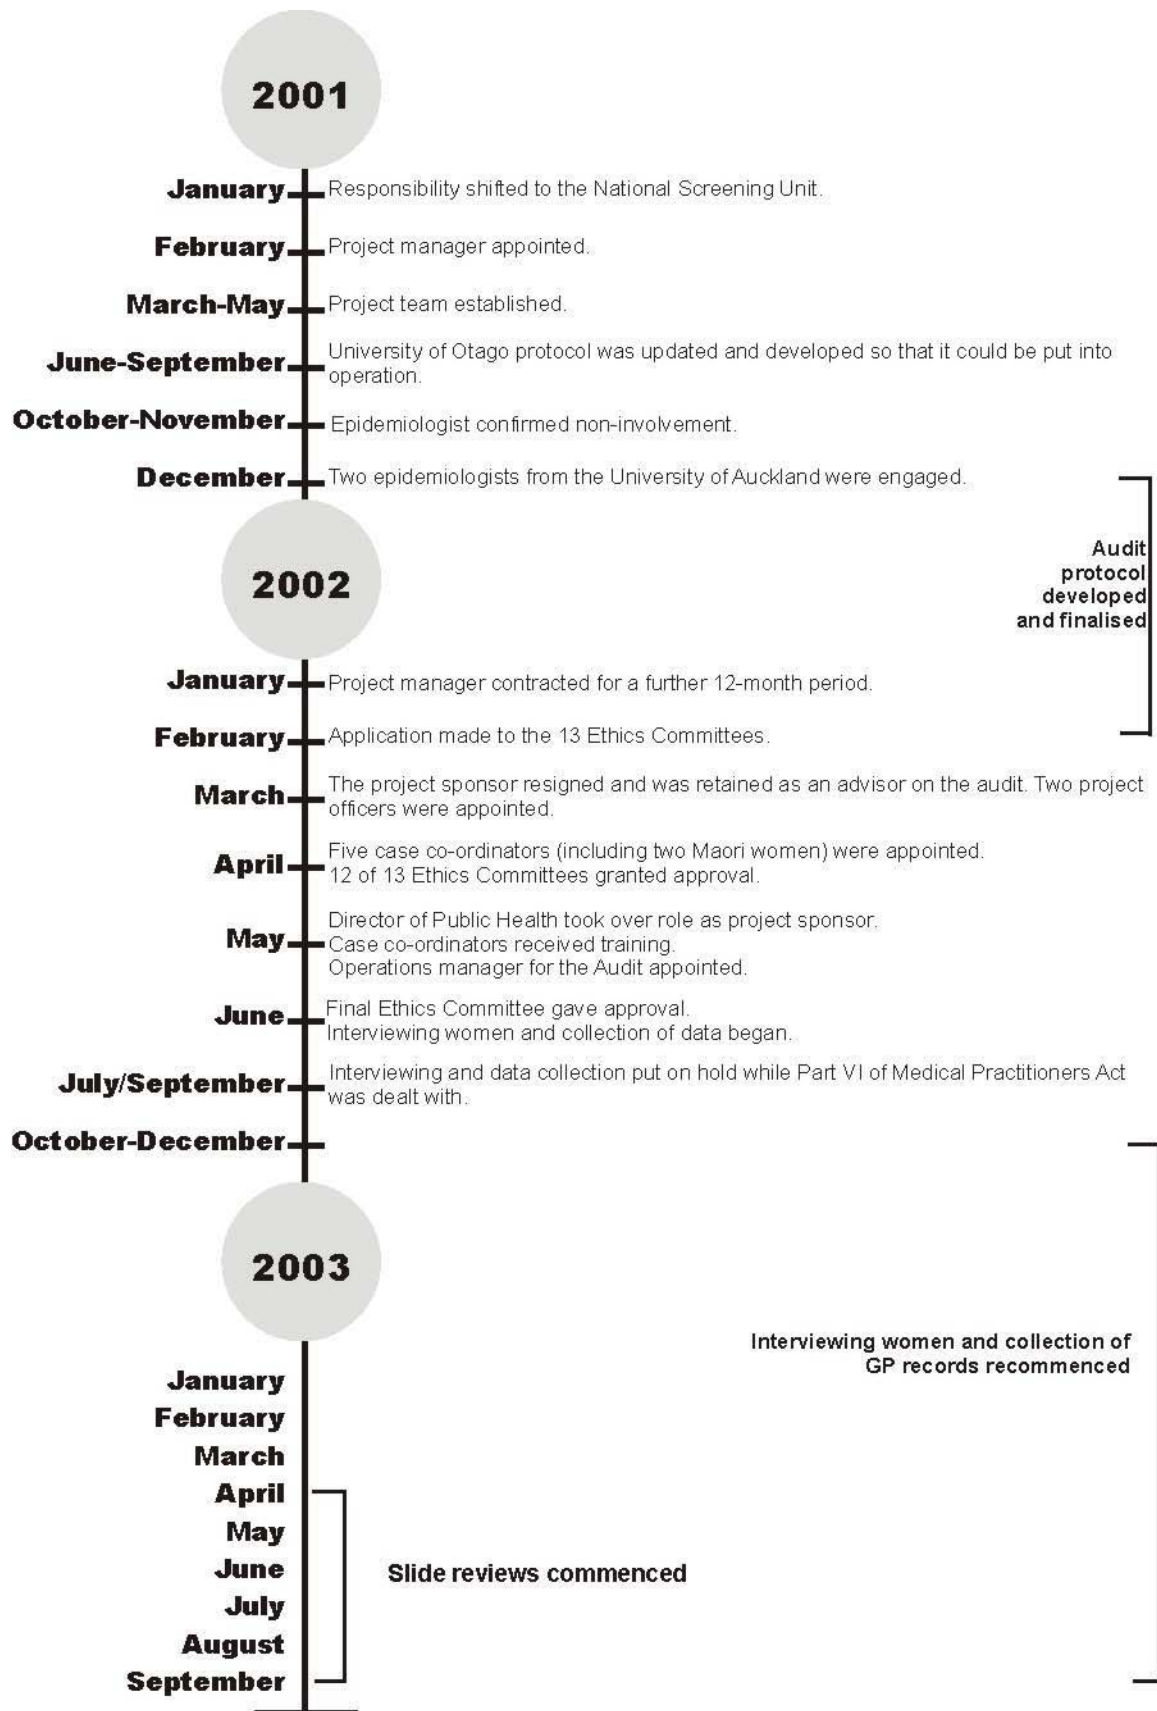 2001
January
Responsibility shifted to the National Screening Unit.
February
Project manager appointed.
March-May
Project team established.
June-September
University of Otago protocol was updated and developed so that it could be put into
operation.
October-November
Epidemiologist confirmed non-involvement.
December
Two epidemiologists from the University of Auckland were engaged.
Audit
protocol
developed
and finalised
2002
January
Project manager contracted for a further 12-month period.
February
Application made to the 13 Ethics Committees.
March
The project sponsor resigned and was retained as an advisor on the audit. Two project
officers were appointed.
April
Five case co-ordinators (including two Maori women) were appointed.
12 of 13 Ethics Committees granted approval.
May
Director of Public Health took over role as project sponsor.
Case co-ordinators received training.
Operations manager for the Audit appointed.
June
Final Ethics Committee gave approval.
Interviewing women and collection of data began.
July/September
Interviewing and data collection put on hold while Part VI of Medical Practitioners Act
was dealt with.
October-December
2003
Interviewing women and collection of
GP records recommenced
January
February
March
April
May
June
Slide reviews commenced
July
August
September